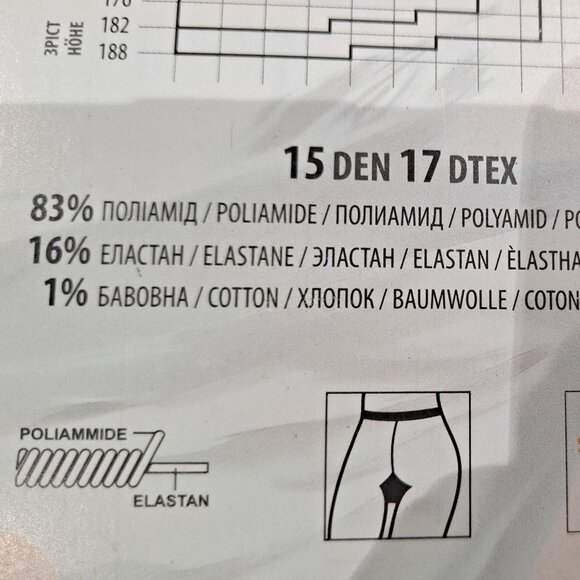 ЗРІСТ
HÖHE
182
188
15 DEN 17 DTEX
83% ПОЛІАМІД / POLIAMIDE / ПОЛИАМИД / POLYAMID /
16% ЕЛАСТАН / ELASTANE / ЭЛАСТАН / ELASTAN / ÈLASTHA
1% БАВОВНА / COTTON / ХЛОПОК / BAUMWOLLE / COTON
POLIAMMIDE
ELASTAN